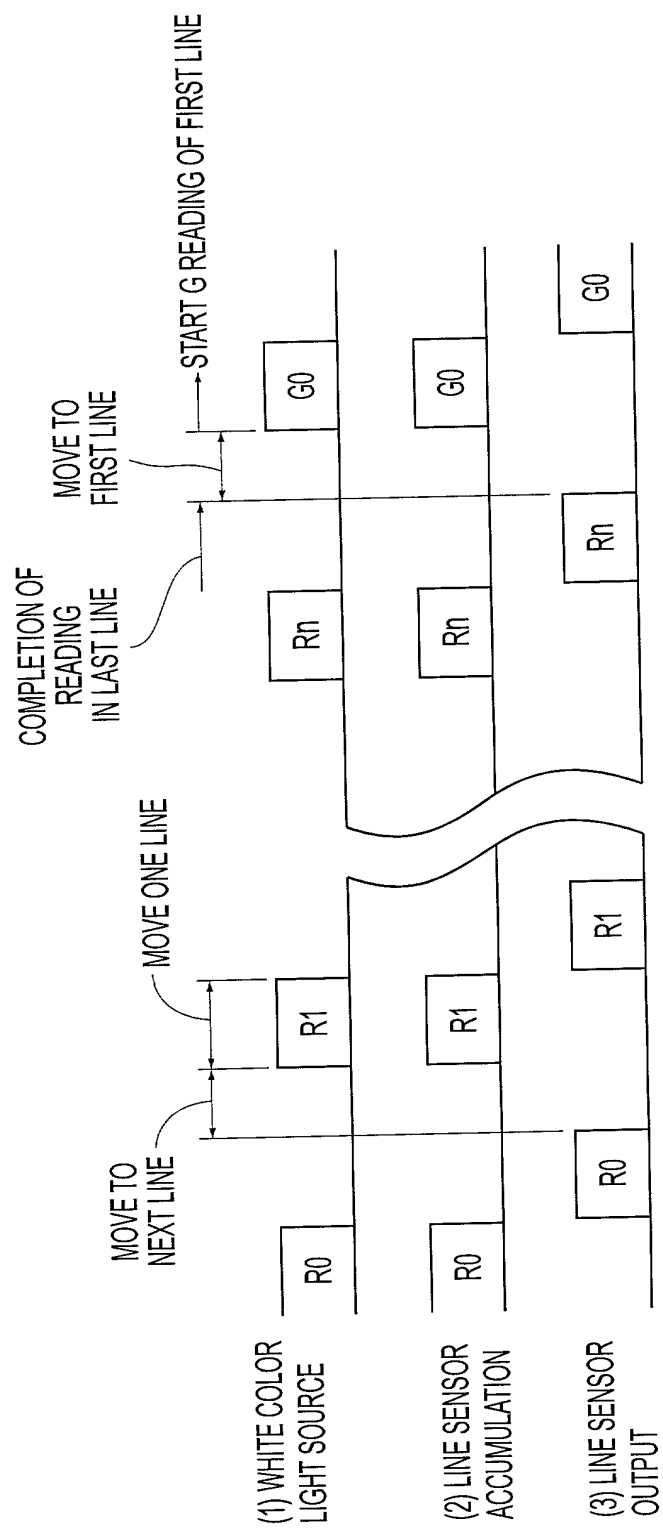 COMPLETION OF
READING
IN LAST LINE
MOVE TO
FIRST LINE
START G READING OF FIRST LINE
MOVE TO
NEXT LINE
MOVE ONE LINE
(1) WHITE COLOR
LIGHT SOURCE
R0
R1
Rn
G0
(2) LINE SENSOR
ACCUMULATION
R0
R1
Rn
G0
(3) LINE SENSOR
OUTPUT
R0
R1
Rn
G0